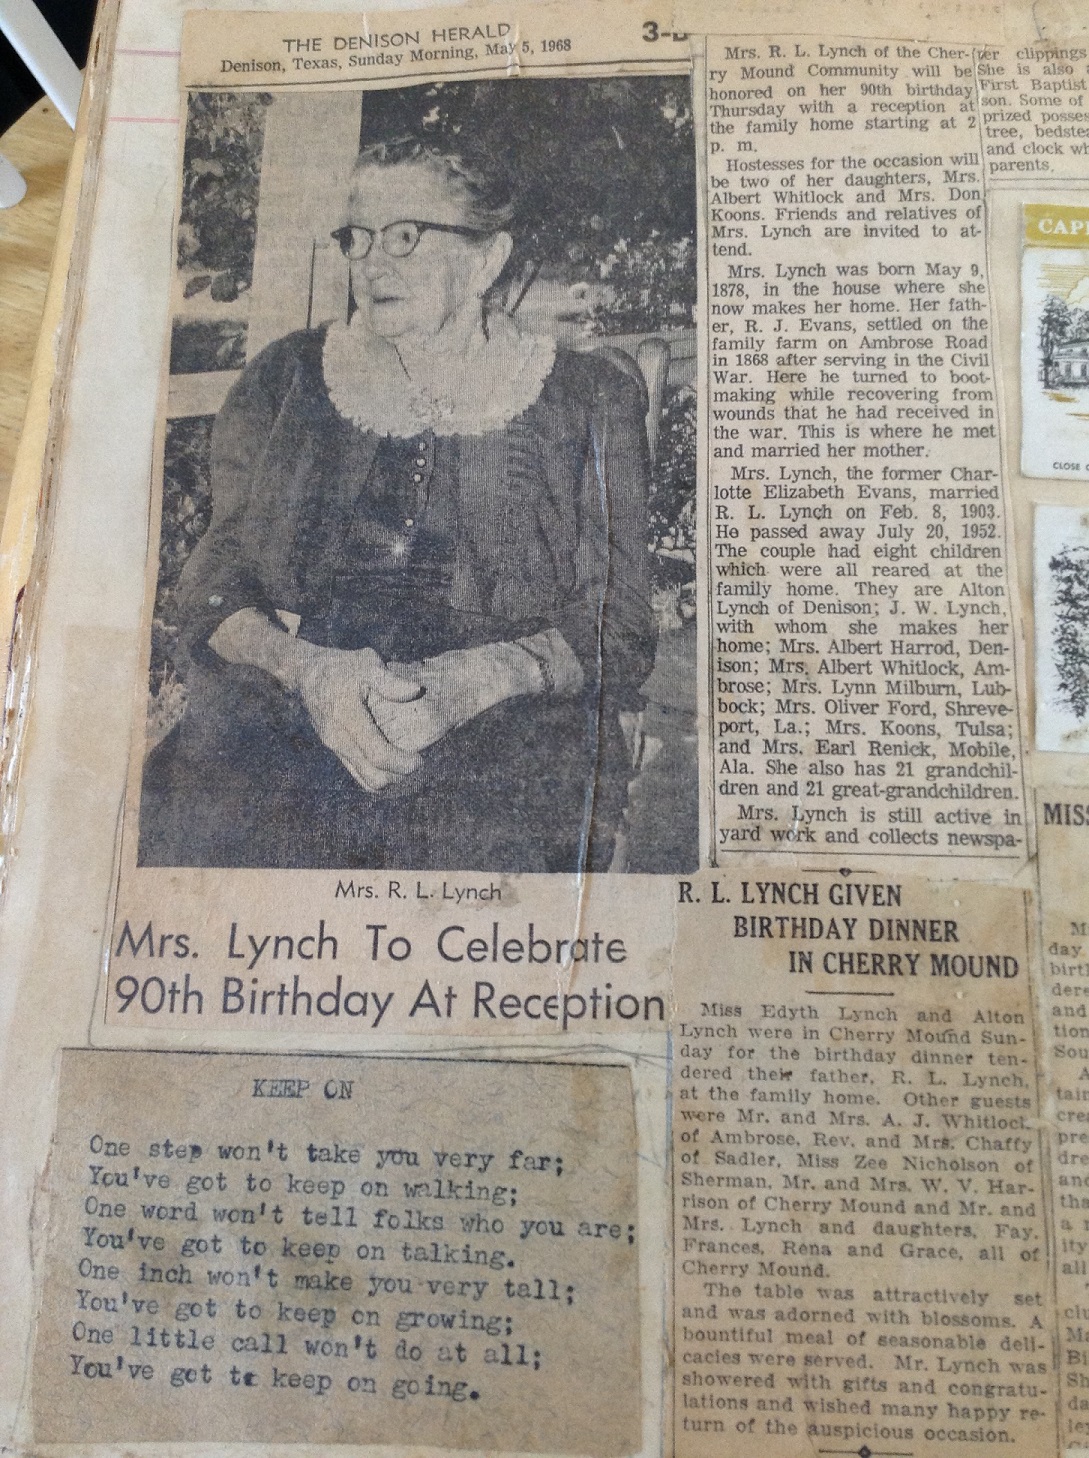 THE DENISON HERALD
Denison, Texas, Sunday Morning, May 5, 1968
Mrs. R. L. Lynch
Mrs. Lynch To Celebrate
90th Birthday At Reception
Mrs. R. L. Lynch of the Cher-
ry Mound Community will be
honored on her 90th birthday
Thursday with a reception at
the family home starting at 2
p. m.
Hostesses for the occasion will
be two of her daughters, Mrs.
Albert Whitlock and Mrs. Don
Koons. Friends and relatives of
Mrs. Lynch are invited to at-
tend.
Mrs. Lynch was born May 9,
1878, in the house where she
now makes her home. Her fath-
er, R. J. Evans, settled on the
family farm on Ambrose Road
in 1868 after serving in the Civil
War. Here he turned to boot-
making while recovering from
wounds that he had received in
the war. This is where he met
and married her mother.
Mrs. Lynch, the former Char-
lotte Elizabeth Evans, married
R. L. Lynch on Feb. 8, 1903.
He passed away July 20, 1952.
The couple had eight children
which were all reared at the
family home. They are Alton
Lynch of Denison; J. W. Lynch,
with whom she makes her
home; Mrs. Albert Harrod, Den-
ison; Mrs. Albert Whitlock, Am-
brose; Mrs. Lynn Milburn, Lub-
bock; Mrs. Oliver Ford, Shreve-
port, La.; Mrs. Koons, Tulsa;
and Mrs. Earl Renick, Mobile,
Ala. She also has 21 grandchil-
dren and 21 great-grandchildren.
Mrs. Lynch is still active in
yard work and collects newspa-
per clippings
She is also
First Baptist
son. Some of
prized
tree,
and clock
parents.
CLOSE
R. L. LYNCH GIVEN
BIRTHDAY DINNER
IN CHERRY MOUND
Miss Edyth Lynch and Alton
Lynch were in Cherry Mound Sun-
day for the birthday dinner ten-
dered their father, R. L. Lynch,
at the family home. Other guests
were Mr. and Mrs. A. J. Whitlock
of Ambrose, Rev. and Mrs. Chaffy
of Sadler, Miss Zee Nicholson of
Sherman, Mr. and Mrs. W. V. Har-
rison of Cherry Mound and Mr. and
Mrs. Lynch and daughters, Fay,
Frances, Rena and Grace, all of
Cherry Mound.
The table was attractively set
and was adorned with blossoms. A
bountiful meal of seasonable deli-
cacies were served. Mr. Lynch was
showered with gifts and congratu-
lations and wished many happy re-
turn of the auspicious occasion.
KEEP ON
One step won't take you very far;
You've got to keep on walking;
One word won't tell folks who you are;
You've got to keep on talking.
One inch won't make you very tall;
You've got to keep on growing;
One little call won't do at all;
You've got to keep on going.